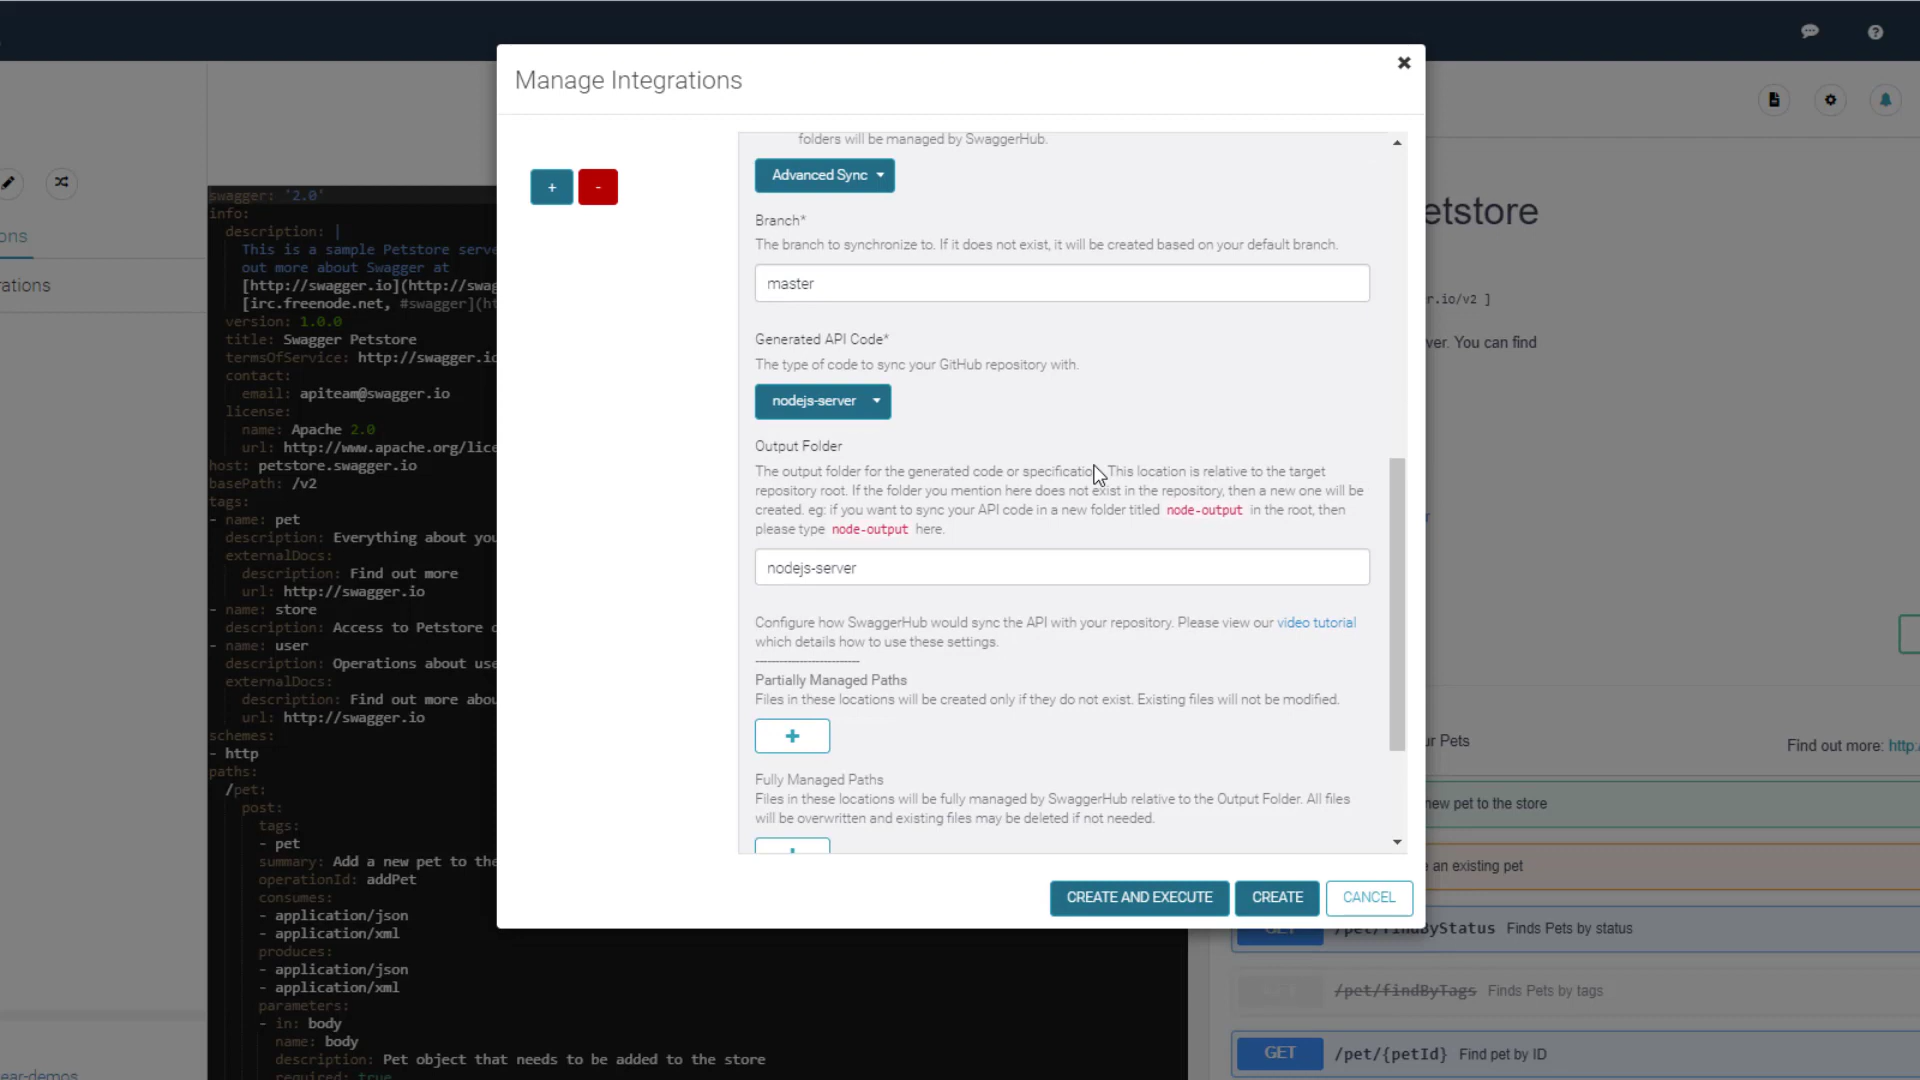 Manage Integrations
folders will be managed by SwaggerHub.
+ -
Advanced Sync
Branch*
The branch to synchronize to. If it does not exist, it will be created based on your default branch.
master
Generated API Code*
The type of code to sync your GitHub repository with.
nodejs-server
Output Folder
The output folder for the generated code or specification. This location is relative to the target
repository root. If the folder you mention here does not exist in the repository, then a new one will be
created. eg: if you want to sync your API code in a new folder titled node-output in the root, then
please type node-output here.
nodejs-server
Configure how SwaggerHub would sync the API with your repository. Please view our video tutorial
which details how to use these settings.
--------------------------
Partially Managed Paths
Files in these locations will be created only if they do not exist. Existing files will not be modified.
+
Fully Managed Paths
Files in these locations will be fully managed by SwaggerHub relative to the Output Folder. All files
will be overwritten and existing files may be deleted if not needed.
CREATE AND EXECUTE
CREATE
CANCEL
ons
rations
swagger: '2.0'
info:
description: |
This is a sample Petstore serve
out more about Swagger at
[http://swagger.io](http://swag
[irc.freenode.net, #swagger](ht
version: 1.0.0
title: Swagger Petstore
termsOfService: http://swagger.io
contact:
email: apiteam@swagger.io
license:
name: Apache 2.0
url: http://www.apache.org/lice
host: petstore.swagger.io
basePath: /v2
tags:
- name: pet
description: Everything about you
externalDocs:
description: Find out more
url: http://swagger.io
- name: store
description: Access to Petstore o
- name: user
description: Operations about use
externalDocs:
description: Find out more abou
url: http://swagger.io
schemes:
- http
paths:
/pet:
post:
tags:
- pet
summary: Add a new pet to the
operationId: addPet
consumes:
- application/json
- application/xml
produces:
- application/json
- application/xml
parameters:
- in: body
name: body
description: Pet object that needs to be added to the store
required: true
ear-demos
etstore
r.io/v2 ]
ver. You can find
r
ur Pets
Find out more: http:/
new pet to the store
e an existing pet
GET /pet/findByStatus Finds Pets by status
/pet/findByTags Finds Pets by tags
GET /pet/{petId} Find pet by ID